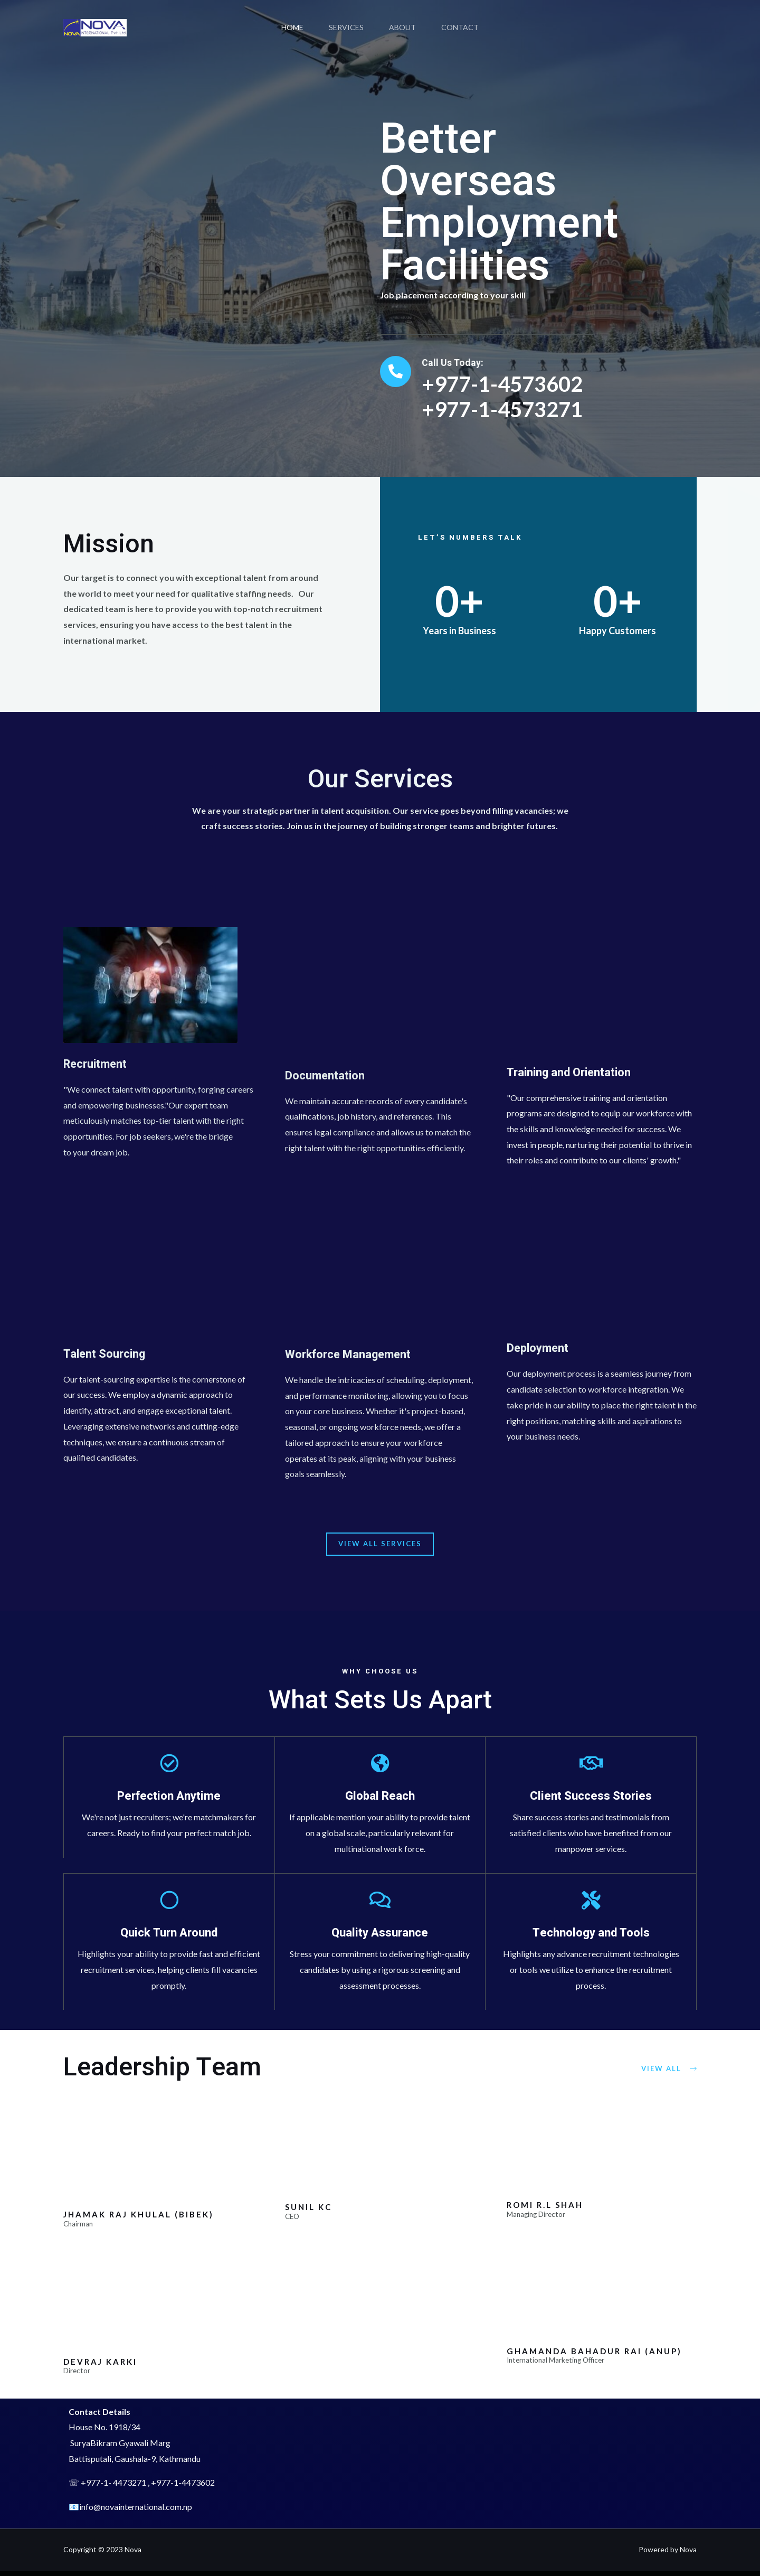 NOVA
INTERNATIONAL PVT. LTD
HOME
SERVICES
ABOUT
CONTACT
Better
Overseas
Employment
Facilities
Job placement according to your skill
Call Us Today:
+977-1-4573602
+977-1-4573271
Mission
Our target is to connect you with exceptional talent from around
the world to meet your need for qualitative staffing needs. Our
dedicated team is here to provide you with top-notch recruitment
services, ensuring you have access to the best talent in the
international market.
LET'S NUMBERS TALK
0+
Years in Business
0+
Happy Customers
Our Services
We are your strategic partner in talent acquisition. Our service goes beyond filling vacancies; we
craft success stories. Join us in the journey of building stronger teams and brighter futures.
Recruitment
"We connect talent with opportunity, forging careers
and empowering businesses."Our expert team
meticulously matches top-tier talent with the right
opportunities. For job seekers, we're the bridge
to your dream job.
Documentation
We maintain accurate records of every candidate's
qualifications, job history, and references. This
ensures legal compliance and allows us to match the
right talent with the right opportunities efficiently.
Training and Orientation
"Our comprehensive training and orientation
programs are designed to equip our workforce with
the skills and knowledge needed for success. We
invest in people, nurturing their potential to thrive in
their roles and contribute to our clients' growth."
Talent Sourcing
Our talent-sourcing expertise is the cornerstone of
our success. We employ a dynamic approach to
identify, attract, and engage exceptional talent.
Leveraging extensive networks and cutting-edge
techniques, we ensure a continuous stream of
qualified candidates.
Workforce Management
We handle the intricacies of scheduling, deployment,
and performance monitoring, allowing you to focus
on your core business. Whether it's project-based,
seasonal, or ongoing workforce needs, we offer a
tailored approach to ensure your workforce
operates at its peak, aligning with your business
goals seamlessly.
Deployment
Our deployment process is a seamless journey from
candidate selection to workforce integration. We
take pride in our ability to place the right talent in the
right positions, matching skills and aspirations to
your business needs.
VIEW ALL SERVICES
WHY CHOOSE US
What Sets Us Apart
Perfection Anytime
We're not just recruiters; we're matchmakers for
careers. Ready to find your perfect match job.
Global Reach
If applicable mention your ability to provide talent
on a global scale, particularly relevant for
multinational work force.
Client Success Stories
Share success stories and testimonials from
satisfied clients who have benefited from our
manpower services.
Quick Turn Around
Highlights your ability to provide fast and efficient
recruitment services, helping clients fill vacancies
promptly.
Quality Assurance
Stress your commitment to delivering high-quality
candidates by using a rigorous screening and
assessment processes.
Technology and Tools
Highlights any advance recruitment technologies
or tools we utilize to enhance the recruitment
process.
Leadership Team
VIEW ALL →
JHAMAK RAJ KHULAL (BIBEK)
Chairman
SUNIL KC
CEO
ROMI R.L SHAH
Managing Director
DEVRAJ KARKI
Director
GHAMANDA BAHADUR RAI (ANUP)
International Marketing Officer
Contact Details
House No. 1918/34
SuryaBikram Gyawali Marg
Battisputali, Gaushala-9, Kathmandu
☏ +977-1- 4473271 , +977-1-4473602
📧info@novainternational.com.np
Copyright © 2023 Nova
Powered by Nova